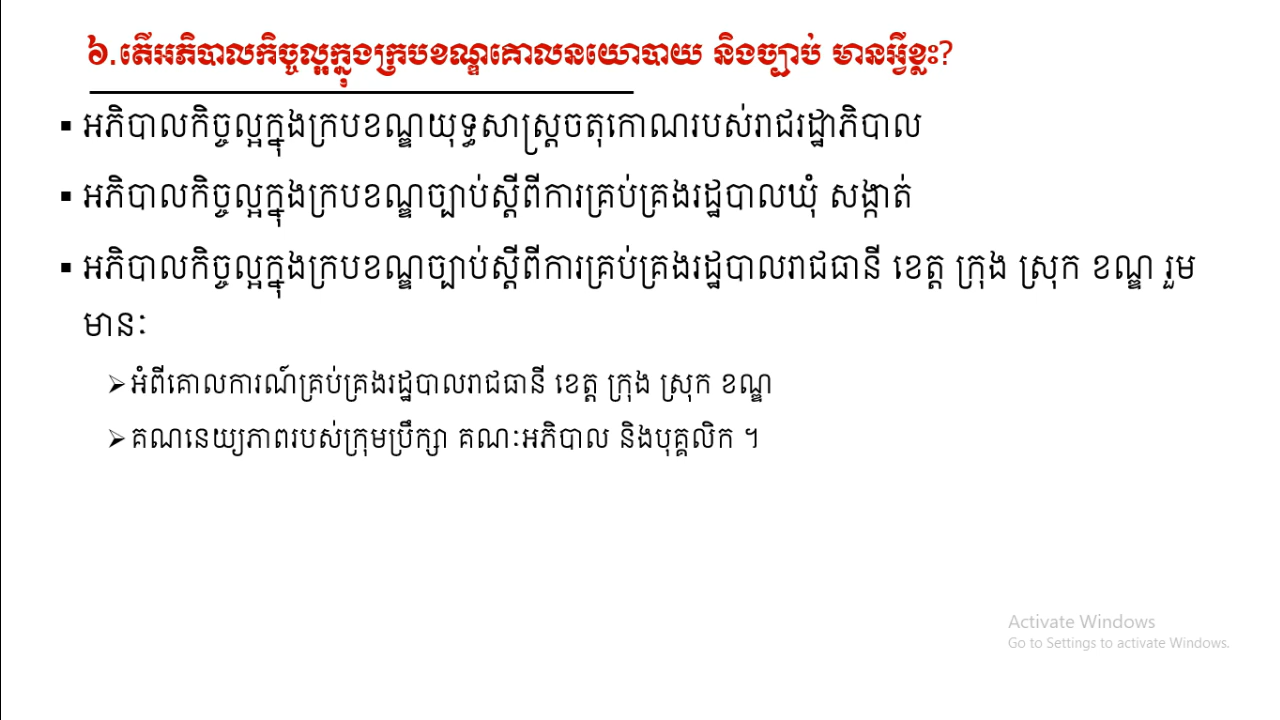 ៦.តើអភិបាលកិច្ចល្អក្នុងក្របខណ្ឌគោលនយោបាយ និងច្បាប់ មានអ្វីខ្លះ?
▪ អភិបាលកិច្ចល្អក្នុងក្របខណ្ឌយុទ្ធសាស្ត្រចតុកោណរបស់រាជរដ្ឋាភិបាល
▪ អភិបាលកិច្ចល្អក្នុងក្របខណ្ឌច្បាប់ស្តីពីការគ្រប់គ្រងរដ្ឋបាលឃុំ សង្កាត់
▪ អភិបាលកិច្ចល្អក្នុងក្របខណ្ឌច្បាប់ស្តីពីការគ្រប់គ្រងរដ្ឋបាលរាជធានី ខេត្ត ក្រុង ស្រុក ខណ្ឌ រួម
មានៈ
➢អំពីគោលការណ៍គ្រប់គ្រងរដ្ឋបាលរាជធានី ខេត្ត ក្រុង ស្រុក ខណ្ឌ
➢គណនេយ្យភាពរបស់ក្រុមប្រឹក្សា គណៈអភិបាល និងបុគ្គលិក ។
Activate Windows
Go to Settings to activate Windows.